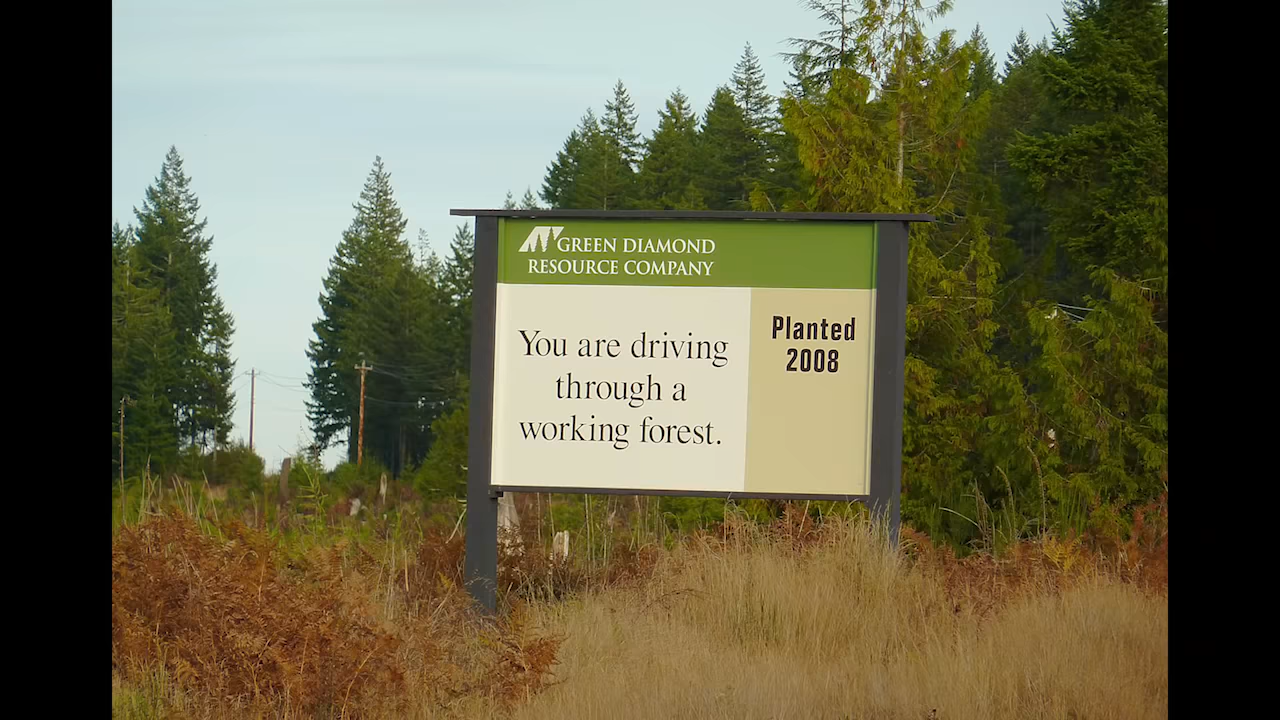 GREEN DIAMOND
RESOURCE COMPANY
You are driving
through a
working forest.
Planted
2008